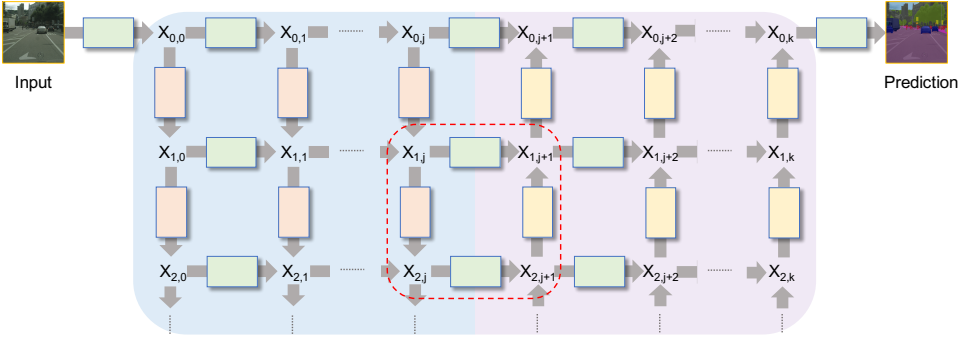 X0,0 X0,1 X0,j X0,j+1 X0,j+2 X0,k
Input Prediction
X1,0 X1,1 X1,j X1,j+1 X1,j+2 X1,k
X2,0 X2,1 X2,j X2,j+1 X2,j+2 X2,k